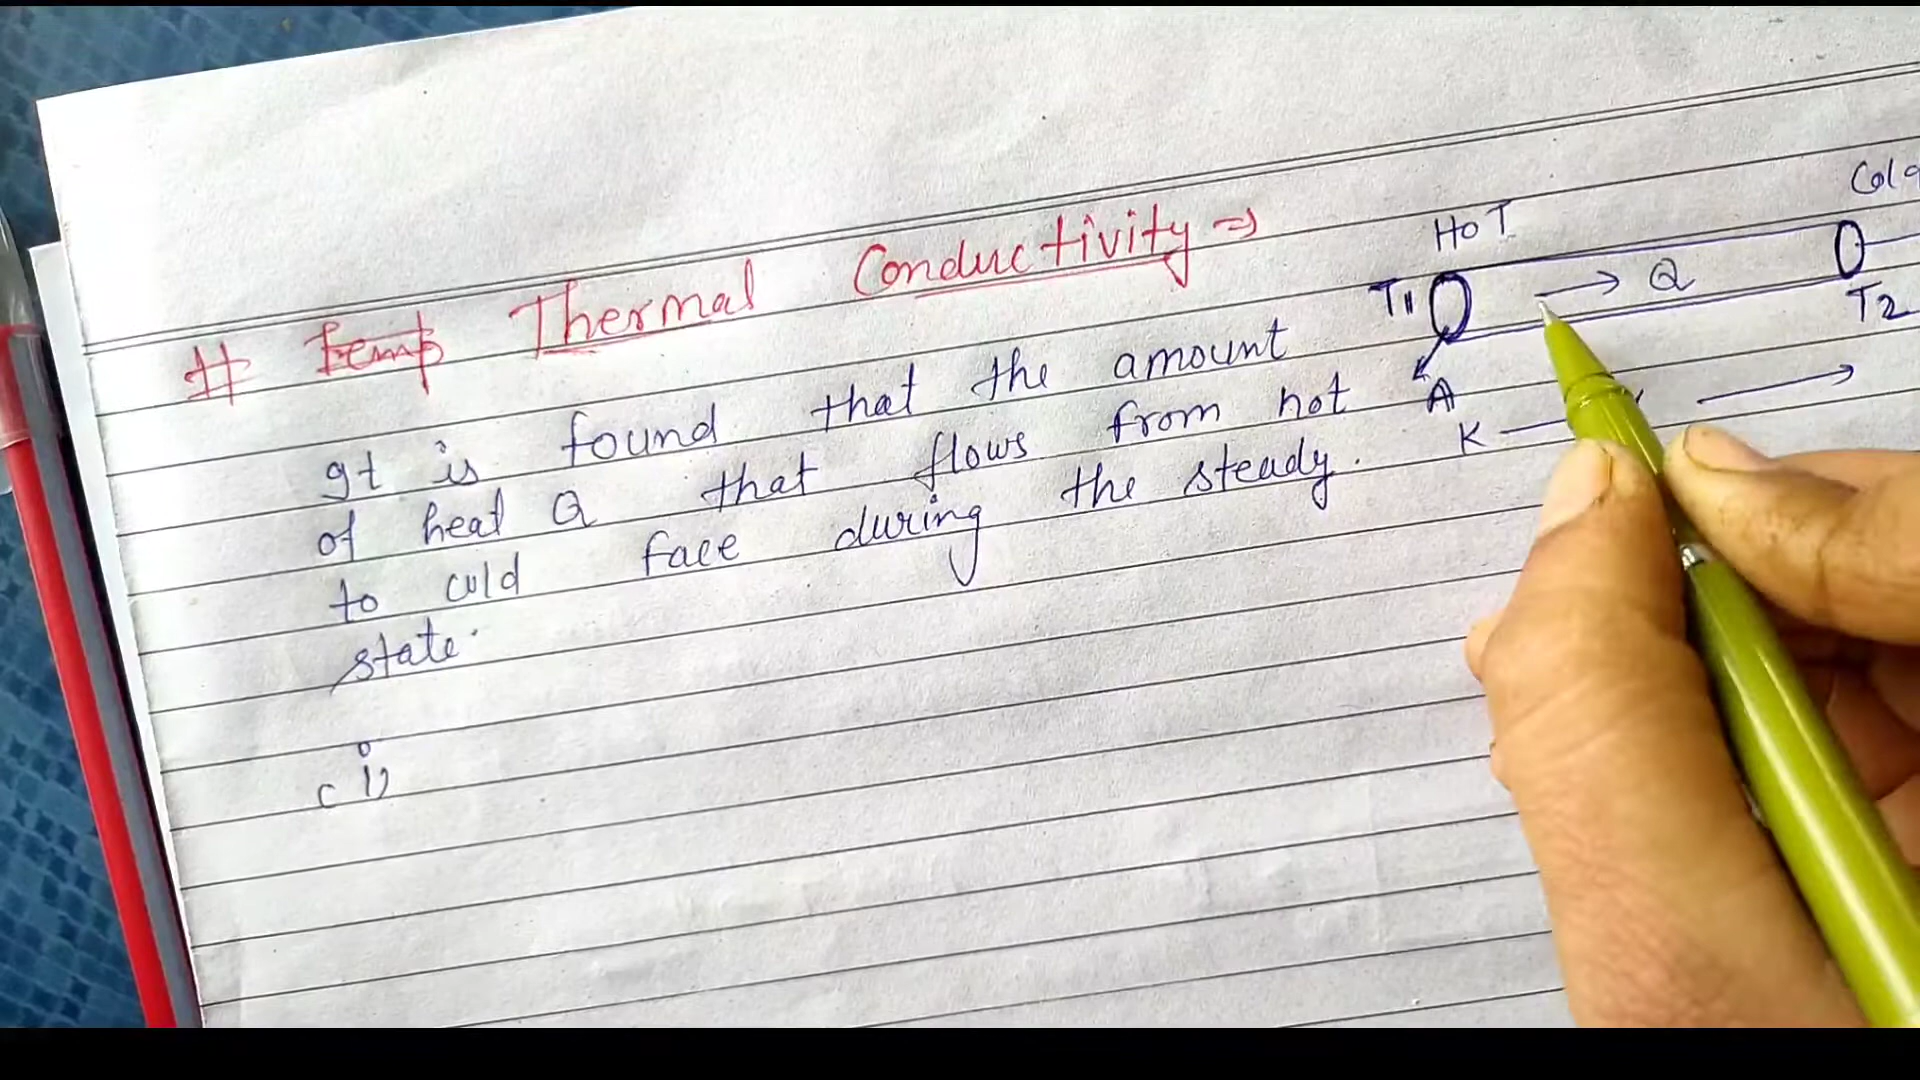 # Temp Thermal Conductivity ⇒
It is found that the amount
of heat Q that flows from hot
to cold face during the steady.
state.
(i)
HOT
Cold
T1
→ Q
T2
A
K